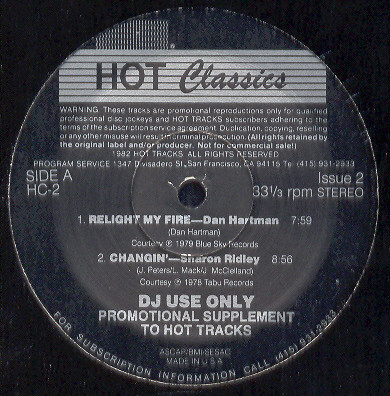 HOT Classics
WARNING: These tracks are promotional reproductions only for qualified
professional disc jockeys and HOT TRACKS subscribers adhering to the
terms of the subscription service agreement. Duplication, copying, reselling
or any other misuse will result in criminal prosecution. (All rights retained by
the original label and/or producer. Not for commercial sale!)
1982 HOT TRACKS ALL RIGHTS RESERVED
PROGRAM SERVICE 1347 Divisadero St., San Francisco, CA 94115 Tel: (415) 931-2933
SIDE A Issue 2
HC-2 33⅓ rpm STEREO
1. RELIGHT MY FIRE—Dan Hartman 7:59
(Dan Hartman)
Courtesy ℗ 1979 Blue Sky Records
2. CHANGIN'—Sharon Ridley 8:56
(J. Peters/L. Mack/J. McClelland)
Courtesy ℗ 1978 Tabu Records
DJ USE ONLY
PROMOTIONAL SUPPLEMENT
TO HOT TRACKS
ASCAP/BMI/SESAC
MADE IN U S A
FOR SUBSCRIPTION INFORMATION CALL (415) 931-2933